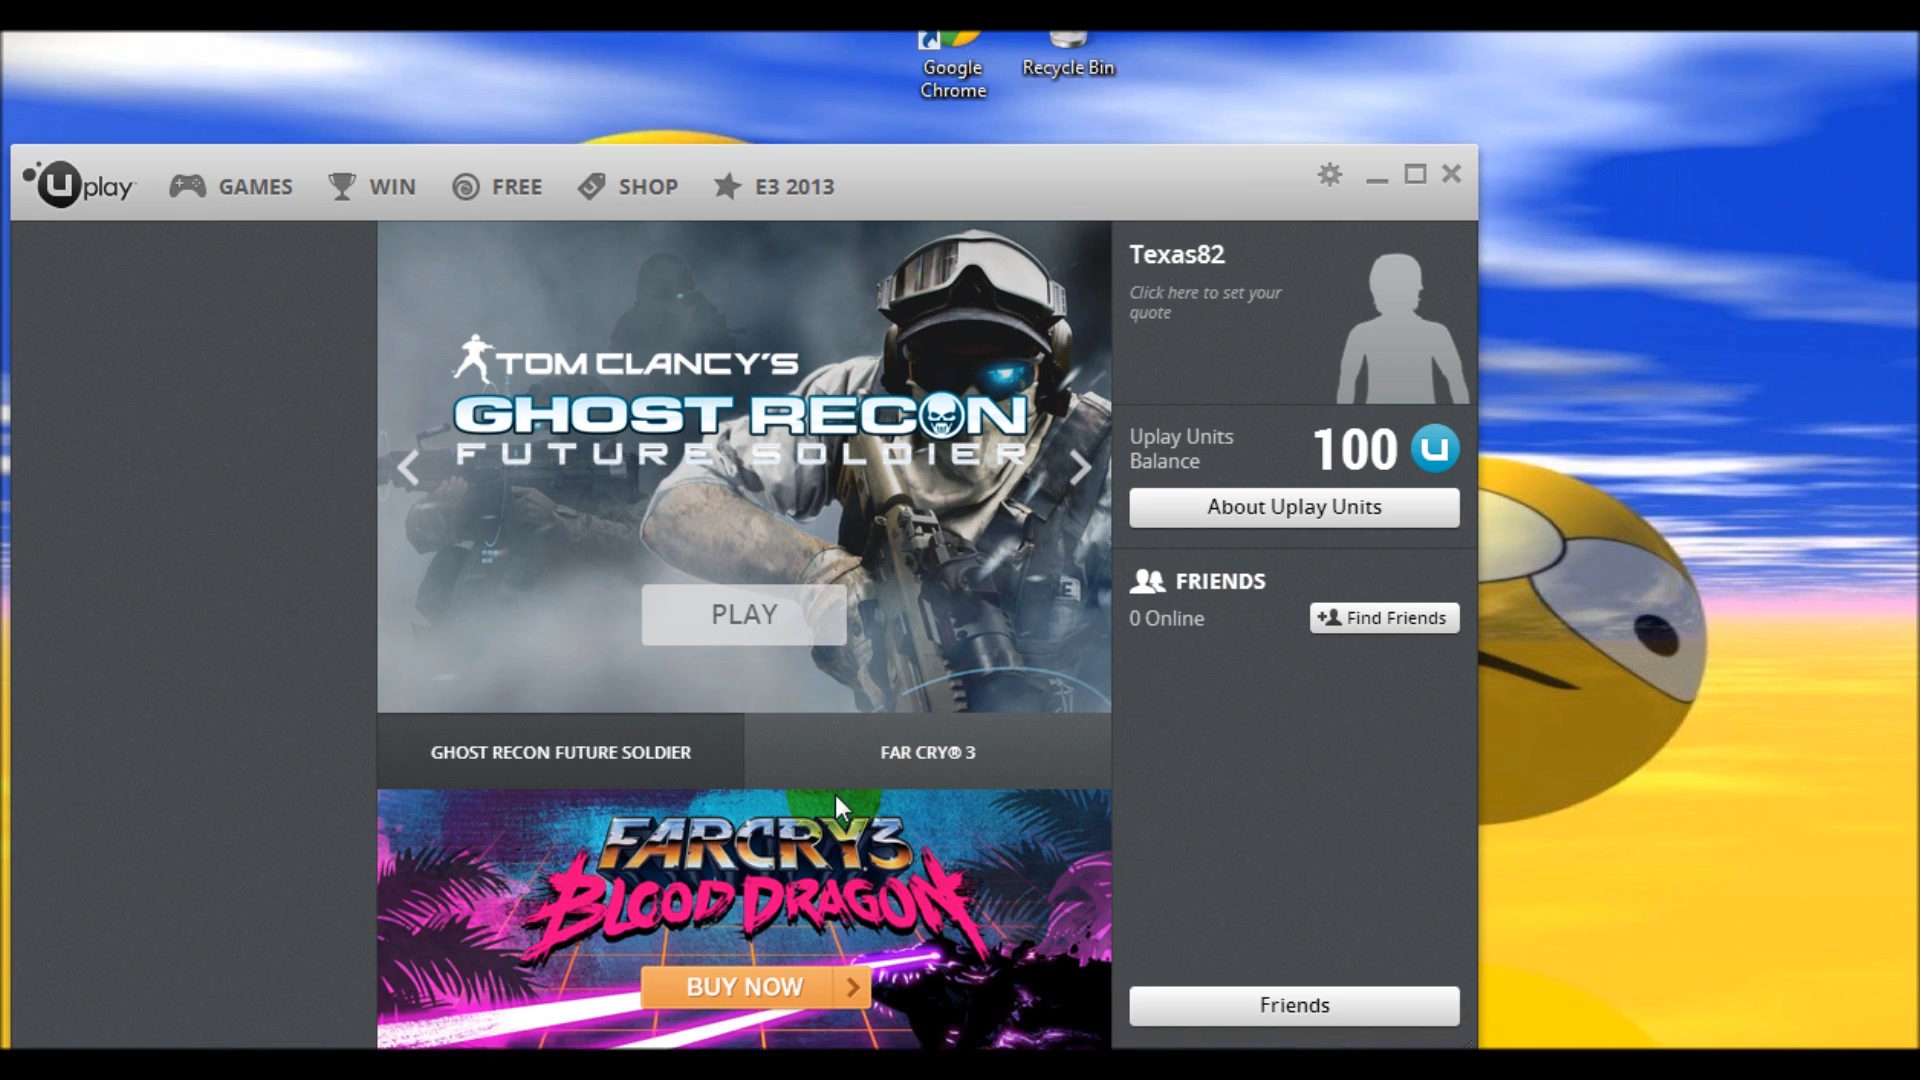 Google
Chrome
Recycle Bin
uplay
GAMES
WIN
FREE
SHOP
E3 2013
TOM CLANCY'S
GHOST RECON
FUTURE SOLDIER
PLAY
GHOST RECON FUTURE SOLDIER
FAR CRY® 3
FARCRY3
BLOOD DRAGON
BUY NOW
Texas82
Click here to set your
quote
Uplay Units
Balance
100
u
About Uplay Units
FRIENDS
0 Online
Find Friends
Friends